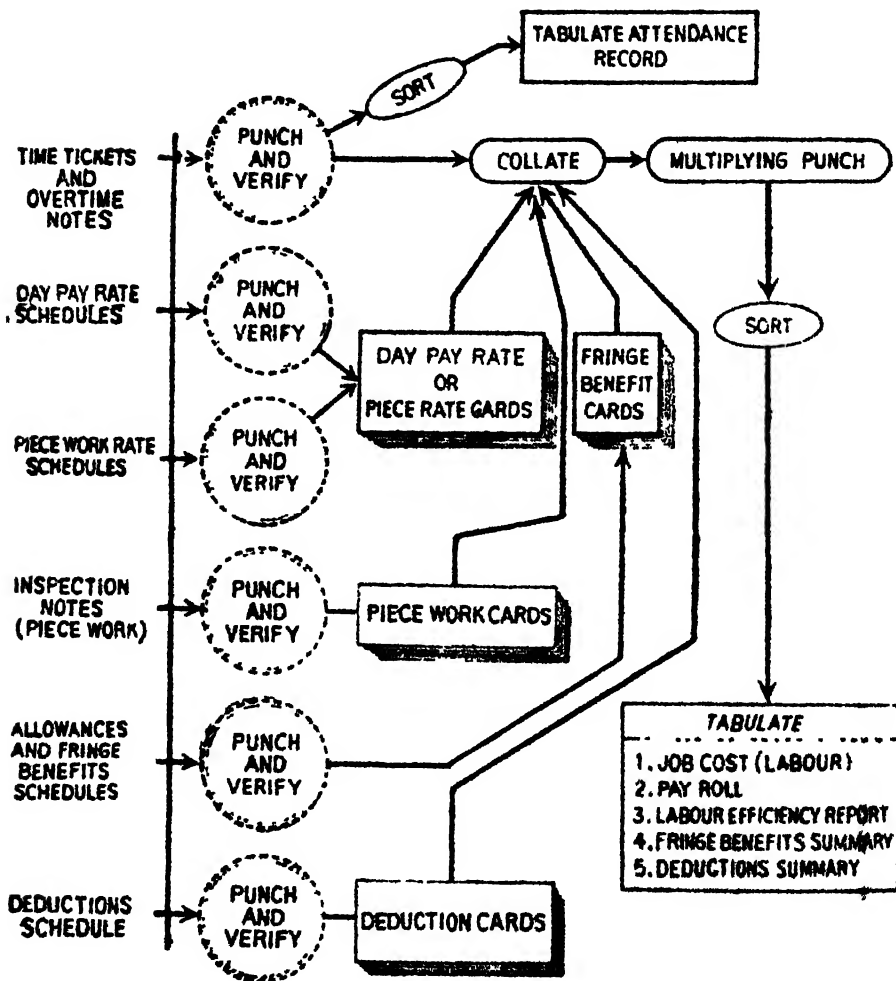 TABULATE ATTENDANCE
RECORD
SORT
TIME TICKETS
AND
OVERTIME
NOTES
PUNCH
AND
VERIFY
COLLATE
MULTIPLYING PUNCH
DAY PAY RATE
SCHEDULES
PUNCH
AND
VERIFY
SORT
DAY PAY RATE
OR
PIECE RATE GARDS
FRINGE
BENEFIT
CARDS
PIECE WORK RATE
SCHEDULES
PUNCH
AND
VERIFY
INSPECTION
NOTES
(PIECE WORK)
PUNCH
AND
VERIFY
PIECE WORK CARDS
ALLOWANCES
AND FRINGE
BENEFITS
SCHEDULES
PUNCH
AND
VERIFY
TABULATE
1. JOB COST (LABOUR)
2. PAY ROLL
3. LABOUR EFFICIENCY REPORT
4. FRINGE BENEFITS SUMMARY
5. DEDUCTIONS SUMMARY
DEDUCTIONS
SCHEDULE
PUNCH
AND
VERIFY
DEDUCTION CARDS